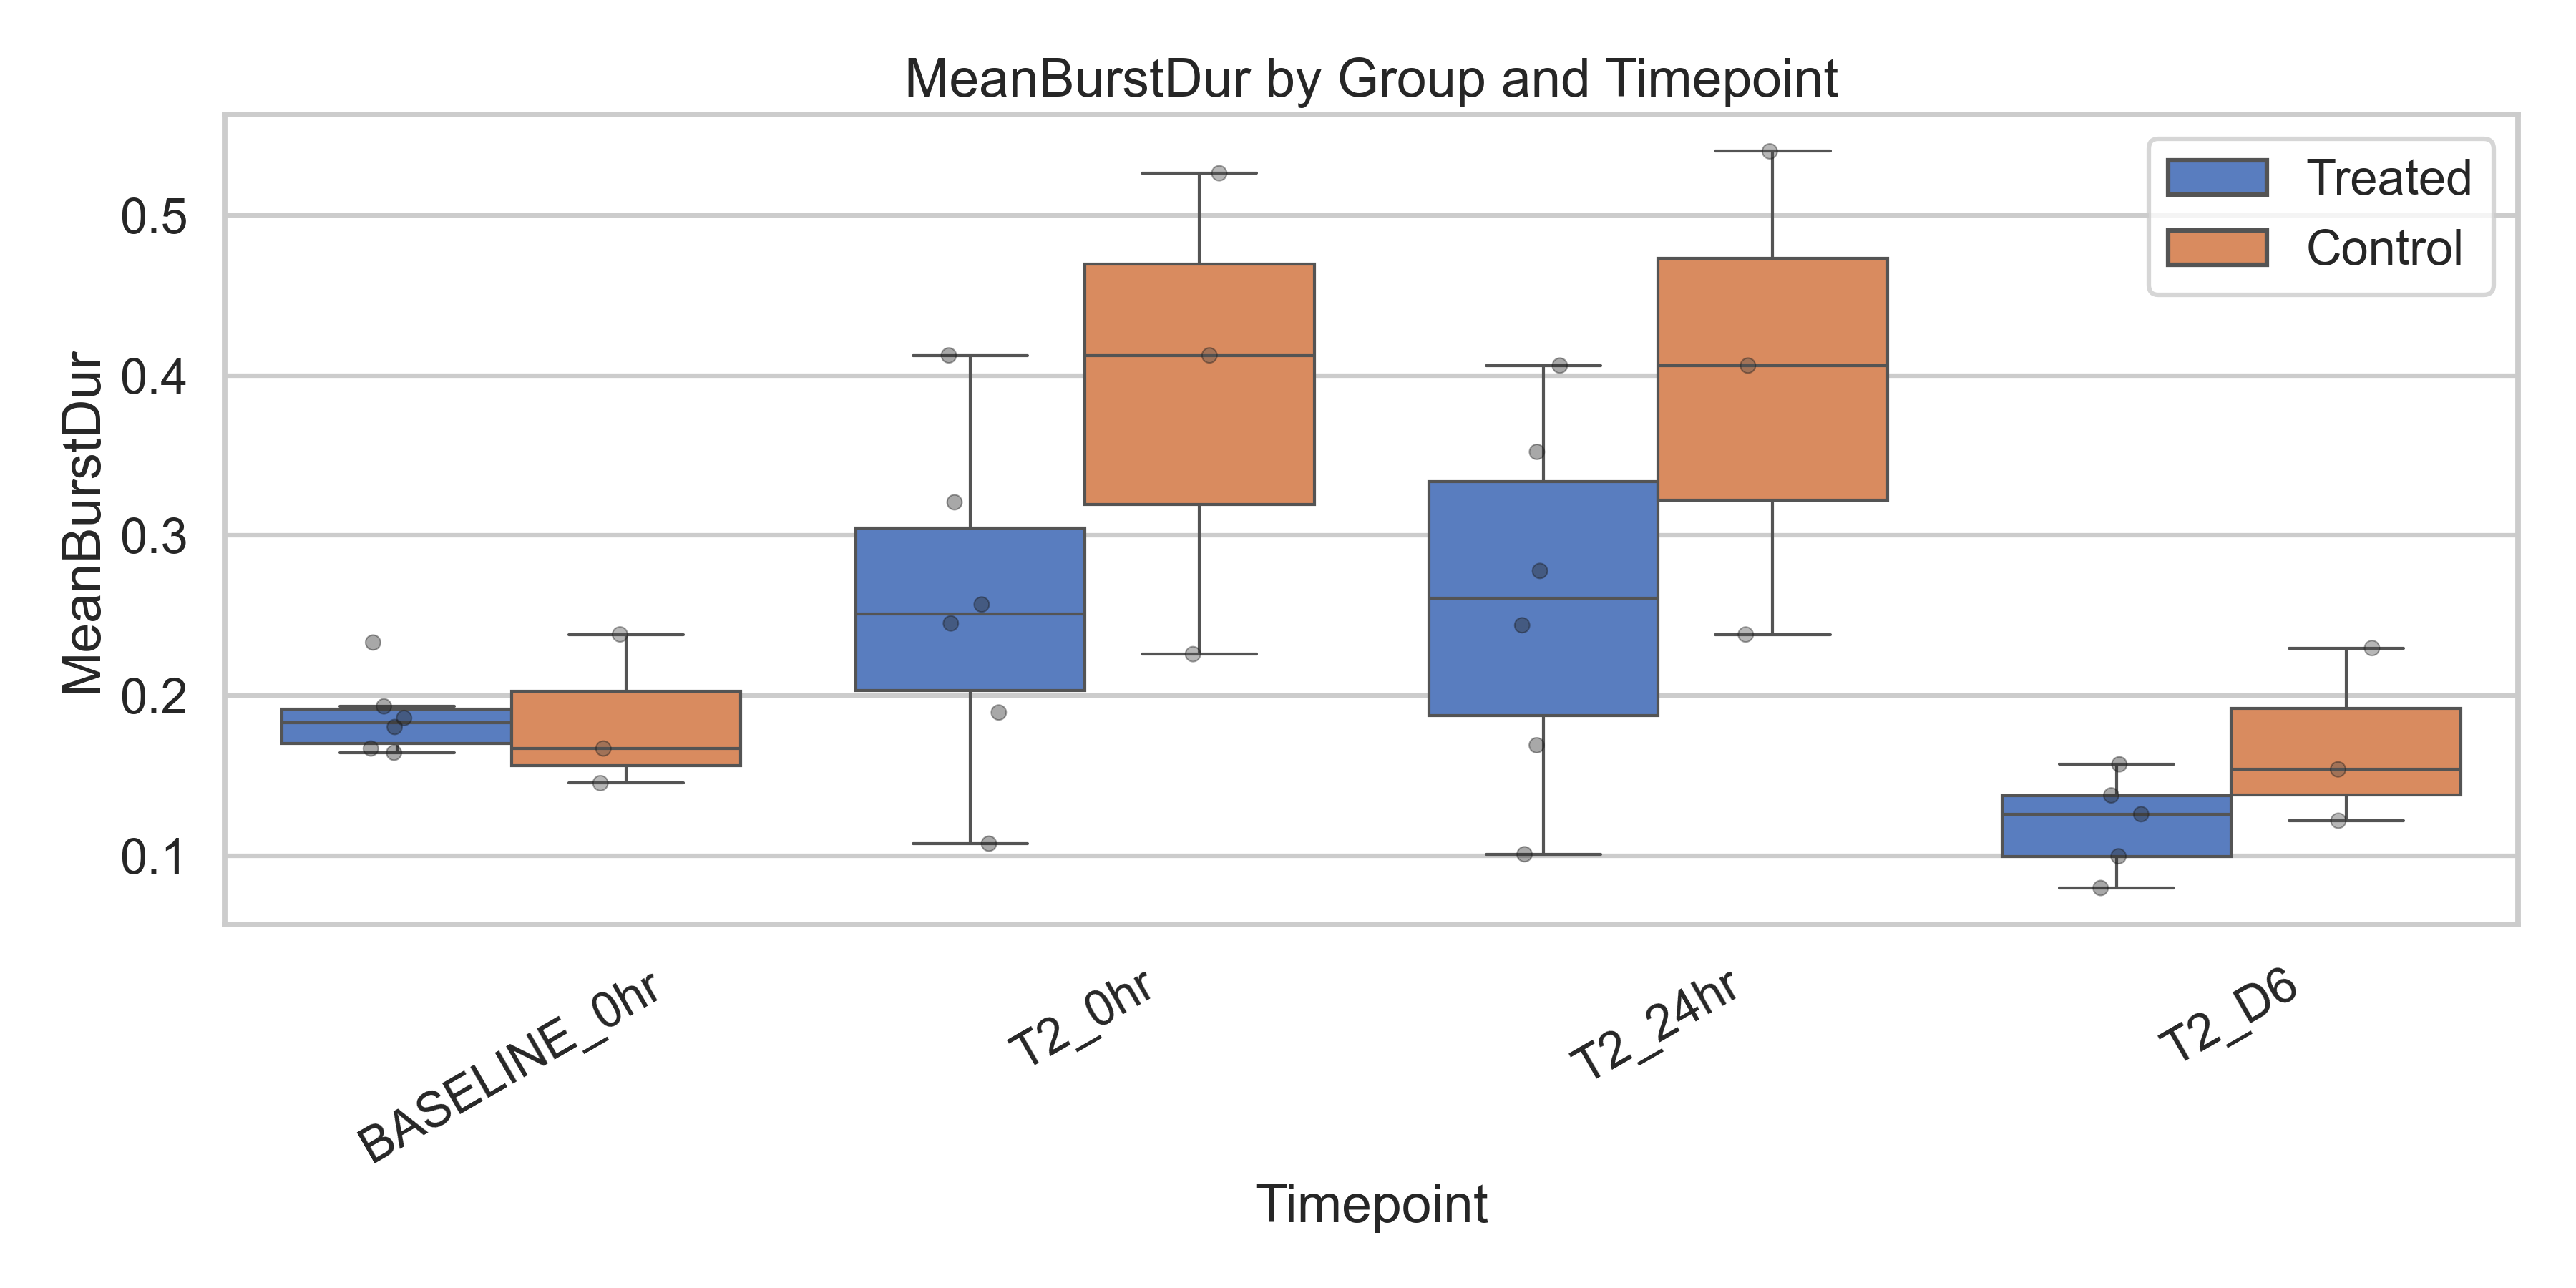 MeanBurstDur by Group and Timepoint
Treated
Control
MeanBurstDur
0.5
0.4
0.3
0.2
0.1
BASELINE_0hr
T2_0hr
T2_24hr
T2_D6
Timepoint